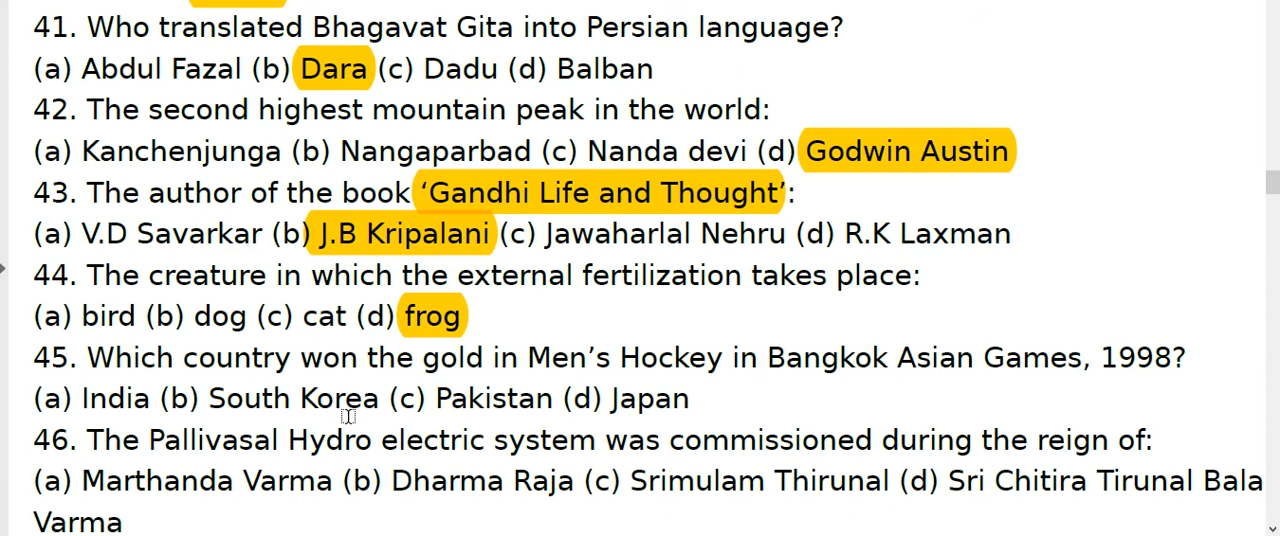 41. Who translated Bhagavat Gita into Persian language?
(a) Abdul Fazal (b) Dara (c) Dadu (d) Balban
42. The second highest mountain peak in the world:
(a) Kanchenjunga (b) Nangaparbad (c) Nanda devi (d) Godwin Austin
43. The author of the book ‘Gandhi Life and Thought’:
(a) V.D Savarkar (b) J.B Kripalani (c) Jawaharlal Nehru (d) R.K Laxman
44. The creature in which the external fertilization takes place:
(a) bird (b) dog (c) cat (d) frog
45. Which country won the gold in Men’s Hockey in Bangkok Asian Games, 1998?
(a) India (b) South Korea (c) Pakistan (d) Japan
46. The Pallivasal Hydro electric system was commissioned during the reign of:
(a) Marthanda Varma (b) Dharma Raja (c) Srimulam Thirunal (d) Sri Chitira Tirunal Bala
Varma